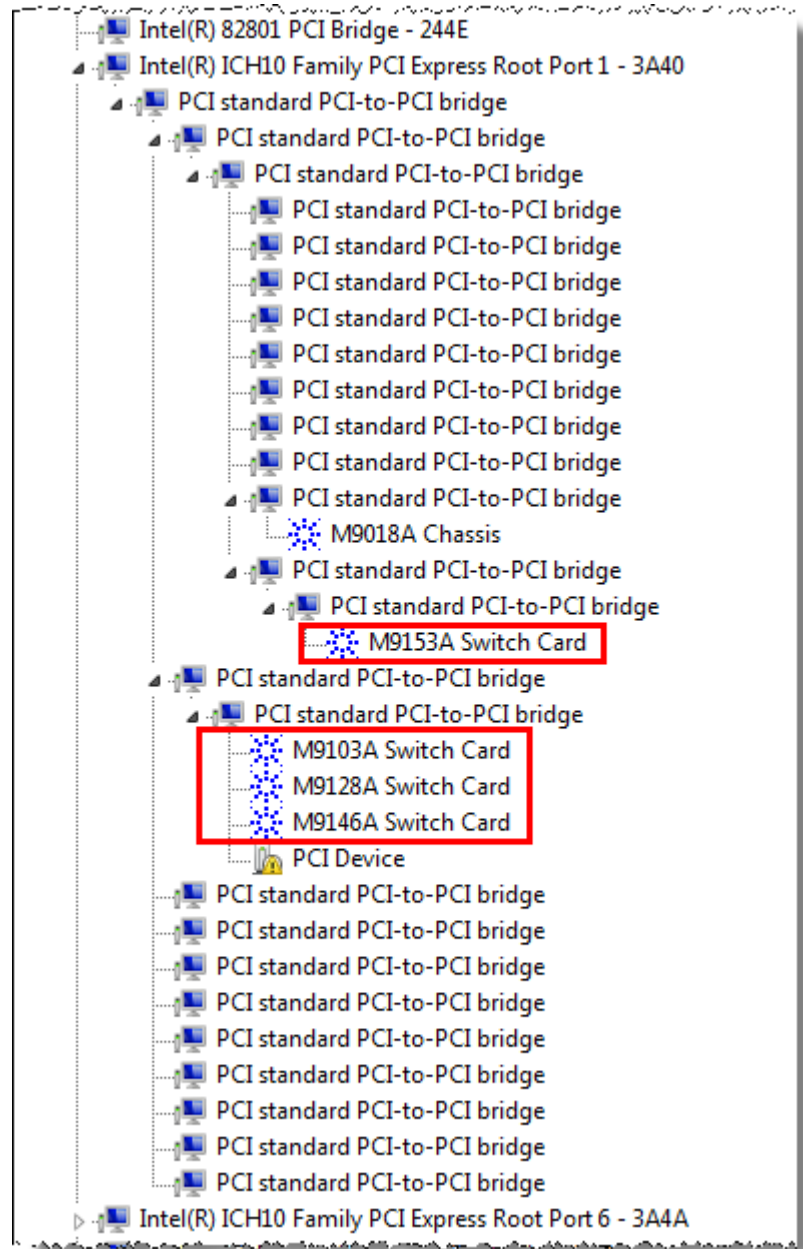 Intel(R) 82801 PCI Bridge - 244E
Intel(R) ICH10 Family PCI Express Root Port 1 - 3A40
PCI standard PCI-to-PCI bridge
PCI standard PCI-to-PCI bridge
PCI standard PCI-to-PCI bridge
PCI standard PCI-to-PCI bridge
PCI standard PCI-to-PCI bridge
PCI standard PCI-to-PCI bridge
PCI standard PCI-to-PCI bridge
PCI standard PCI-to-PCI bridge
PCI standard PCI-to-PCI bridge
PCI standard PCI-to-PCI bridge
PCI standard PCI-to-PCI bridge
PCI standard PCI-to-PCI bridge
M9018A Chassis
PCI standard PCI-to-PCI bridge
PCI standard PCI-to-PCI bridge
M9153A Switch Card
PCI standard PCI-to-PCI bridge
PCI standard PCI-to-PCI bridge
M9103A Switch Card
M9128A Switch Card
M9146A Switch Card
PCI Device
PCI standard PCI-to-PCI bridge
PCI standard PCI-to-PCI bridge
PCI standard PCI-to-PCI bridge
PCI standard PCI-to-PCI bridge
PCI standard PCI-to-PCI bridge
PCI standard PCI-to-PCI bridge
PCI standard PCI-to-PCI bridge
PCI standard PCI-to-PCI bridge
PCI standard PCI-to-PCI bridge
Intel(R) ICH10 Family PCI Express Root Port 6 - 3A4A